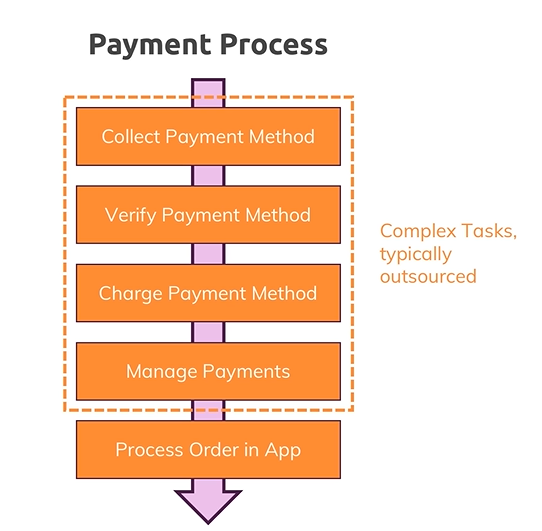 Payment Process
Collect Payment Method
Verify Payment Method
Complex Tasks,
typically
outsourced
Charge Payment Method
Manage Payments
Process Order in App